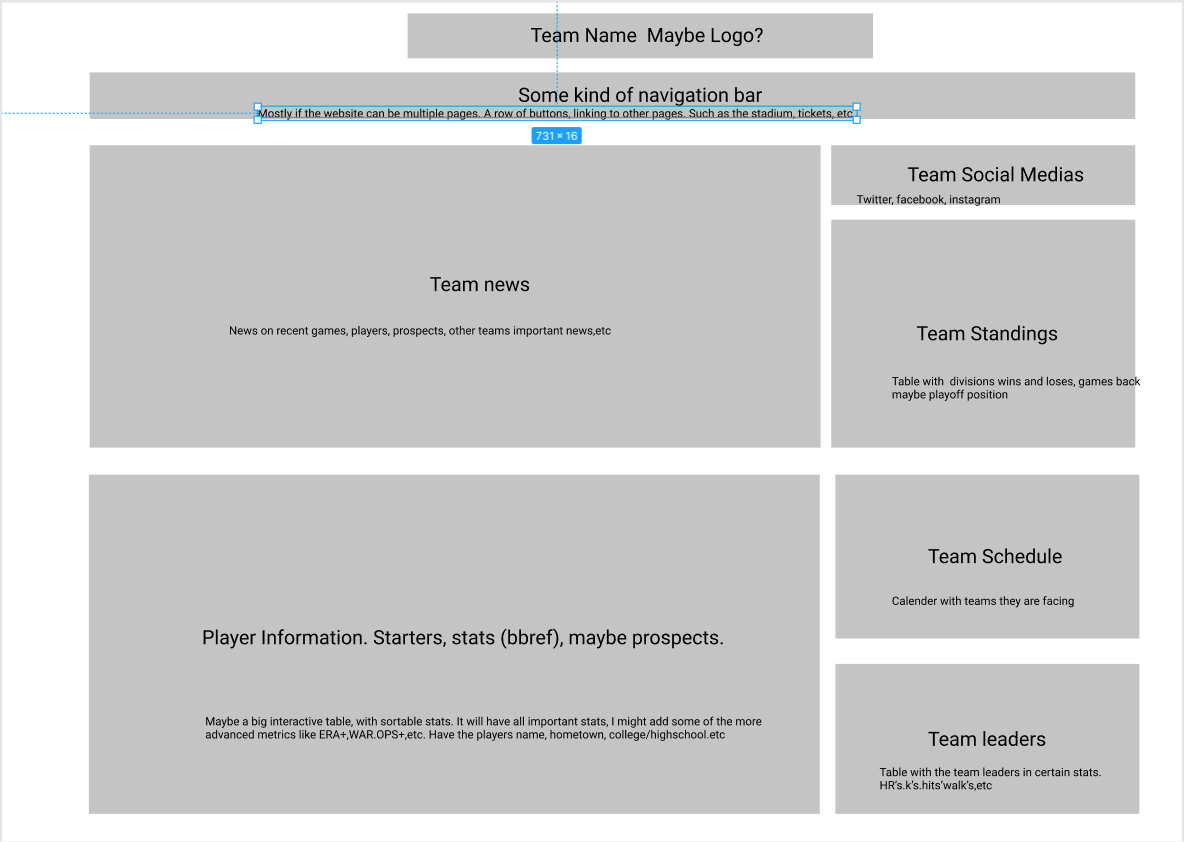 Team Name  Maybe Logo?
Some kind of navigation bar
Mostly if the website can be multiple pages. A row of buttons, linking to other pages. Such as the stadium, tickets, etc
731 × 16
Team Social Medias
Twitter, facebook, instagram
Team news
News on recent games, players, prospects, other teams important news,etc
Team Standings
Table with  divisions wins and loses, games back
maybe playoff position
Player Information. Starters, stats (bbref), maybe prospects.
Maybe a big interactive table, with sortable stats. It will have all important stats, I might add some of the more
advanced metrics like ERA+,WAR.OPS+,etc. Have the players name, hometown, college/highschool.etc
Team Schedule
Calender with teams they are facing
Team leaders
Table with the team leaders in certain stats.
HR's.k's.hits'walk's,etc